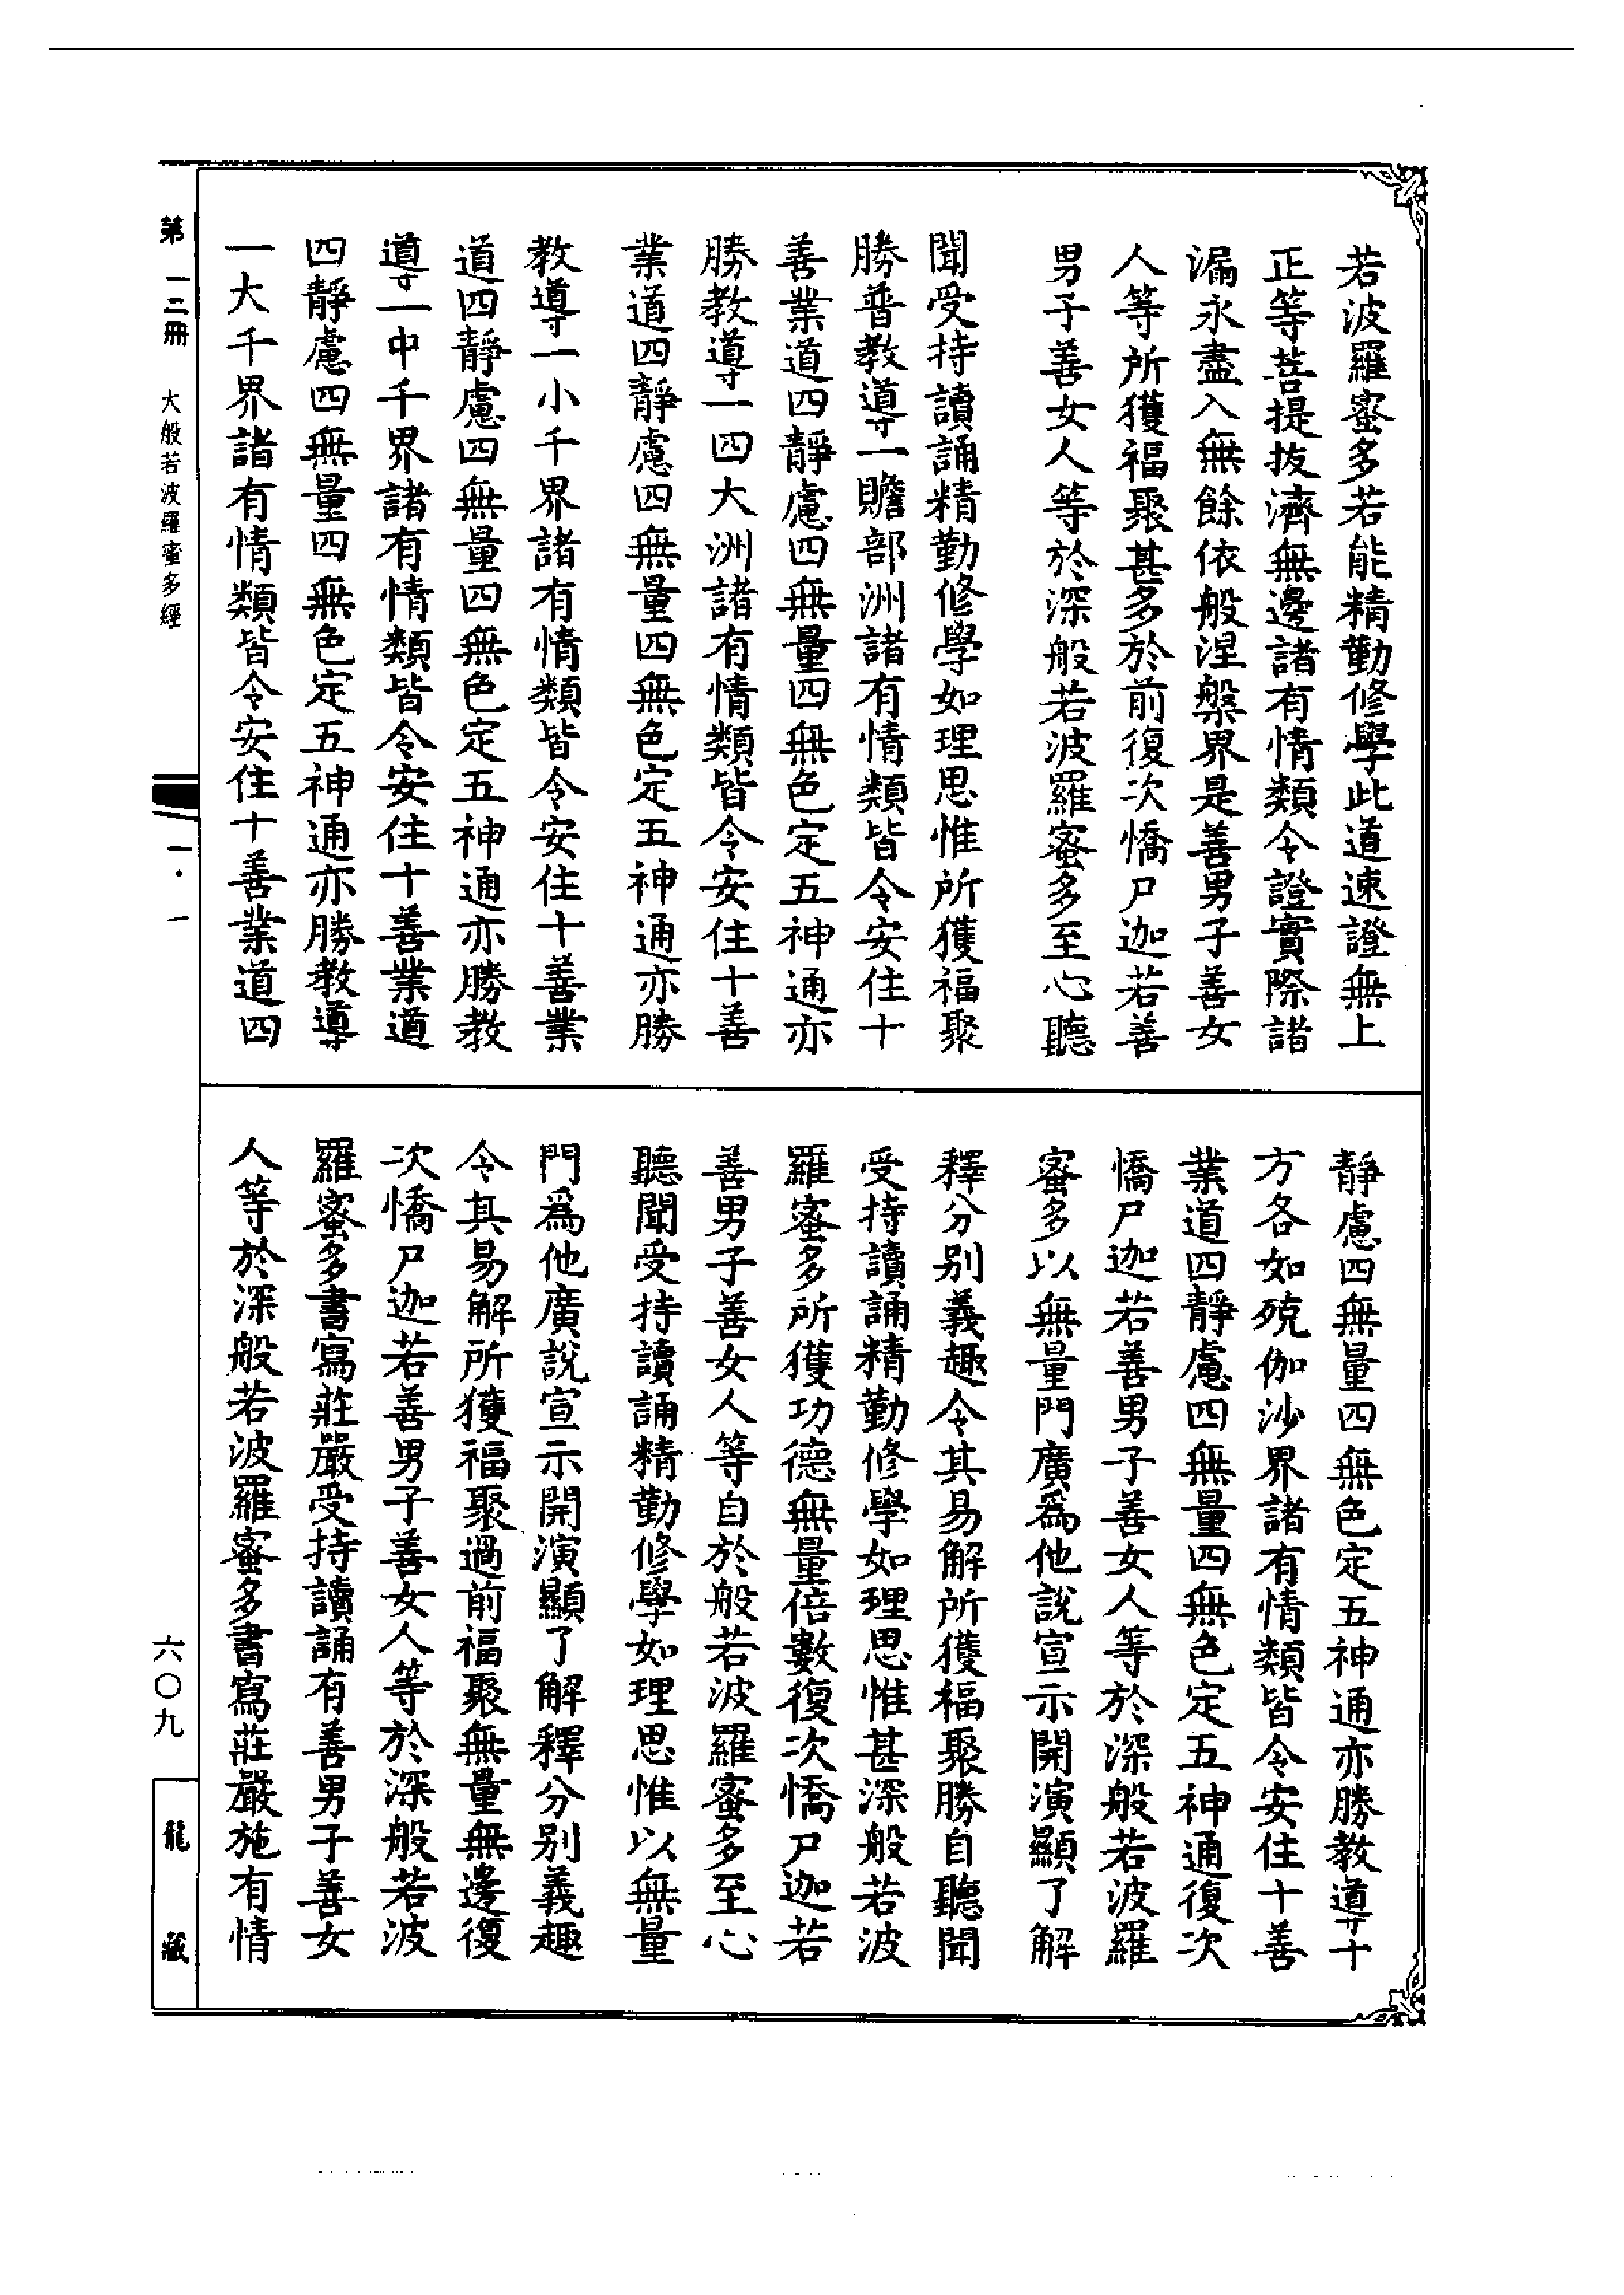 若波羅蜜多若能精勤修學此道速證無上
正等菩提拔濟無邊諸有情類令證實際諸
漏永盡入無餘依般涅槃界是善男子善女
人等所獲福聚甚多於前復次憍尸迦若善
男子善女人等於深般若波羅蜜多至心聽
聞受持讀誦精勤修學如理思惟所獲福聚
勝普教導一贍部洲諸有情類皆令安住十
善業道四靜慮四無量四無色定五神通亦
勝教導一四大洲諸有情類皆令安住十善
業道四靜慮四無量四無色定五神通亦勝
教導一小千界諸有情類皆令安住十善業
道四靜慮四無量四無色定五神通亦勝教
導一中千界諸有情類皆令安住十善業道
四靜慮四無量四無色定五神通亦勝教導
一大千界諸有情類皆令安住十善業道四
靜慮四無量四無色定五神通亦勝教導十
方各如殑伽沙界諸有情類皆令安住十善
業道四靜慮四無量四無色定五神通復次
憍尸迦若善男子善女人等於深般若波羅
蜜多以無量門廣為他說宣示開演顯了解
釋分別義趣令其易解所獲福聚勝自聽聞
受持讀誦精勤修學如理思惟甚深般若波
羅蜜多所獲功德無量倍數復次憍尸迦若
善男子善女人等自於般若波羅蜜多至心
聽聞受持讀誦精勤修學如理思惟以無量
門為他廣說宣示開演顯了解釋分別義趣
令其易解所獲福聚過前福聚無量無邊復
次憍尸迦若善男子善女人等於深般若波
羅蜜多書寫莊嚴受持讀誦有善男子善女
人等於深般若波羅蜜多書寫莊嚴施有情
第一二冊 大般若波羅蜜多經
一·一
六〇九
龍藏